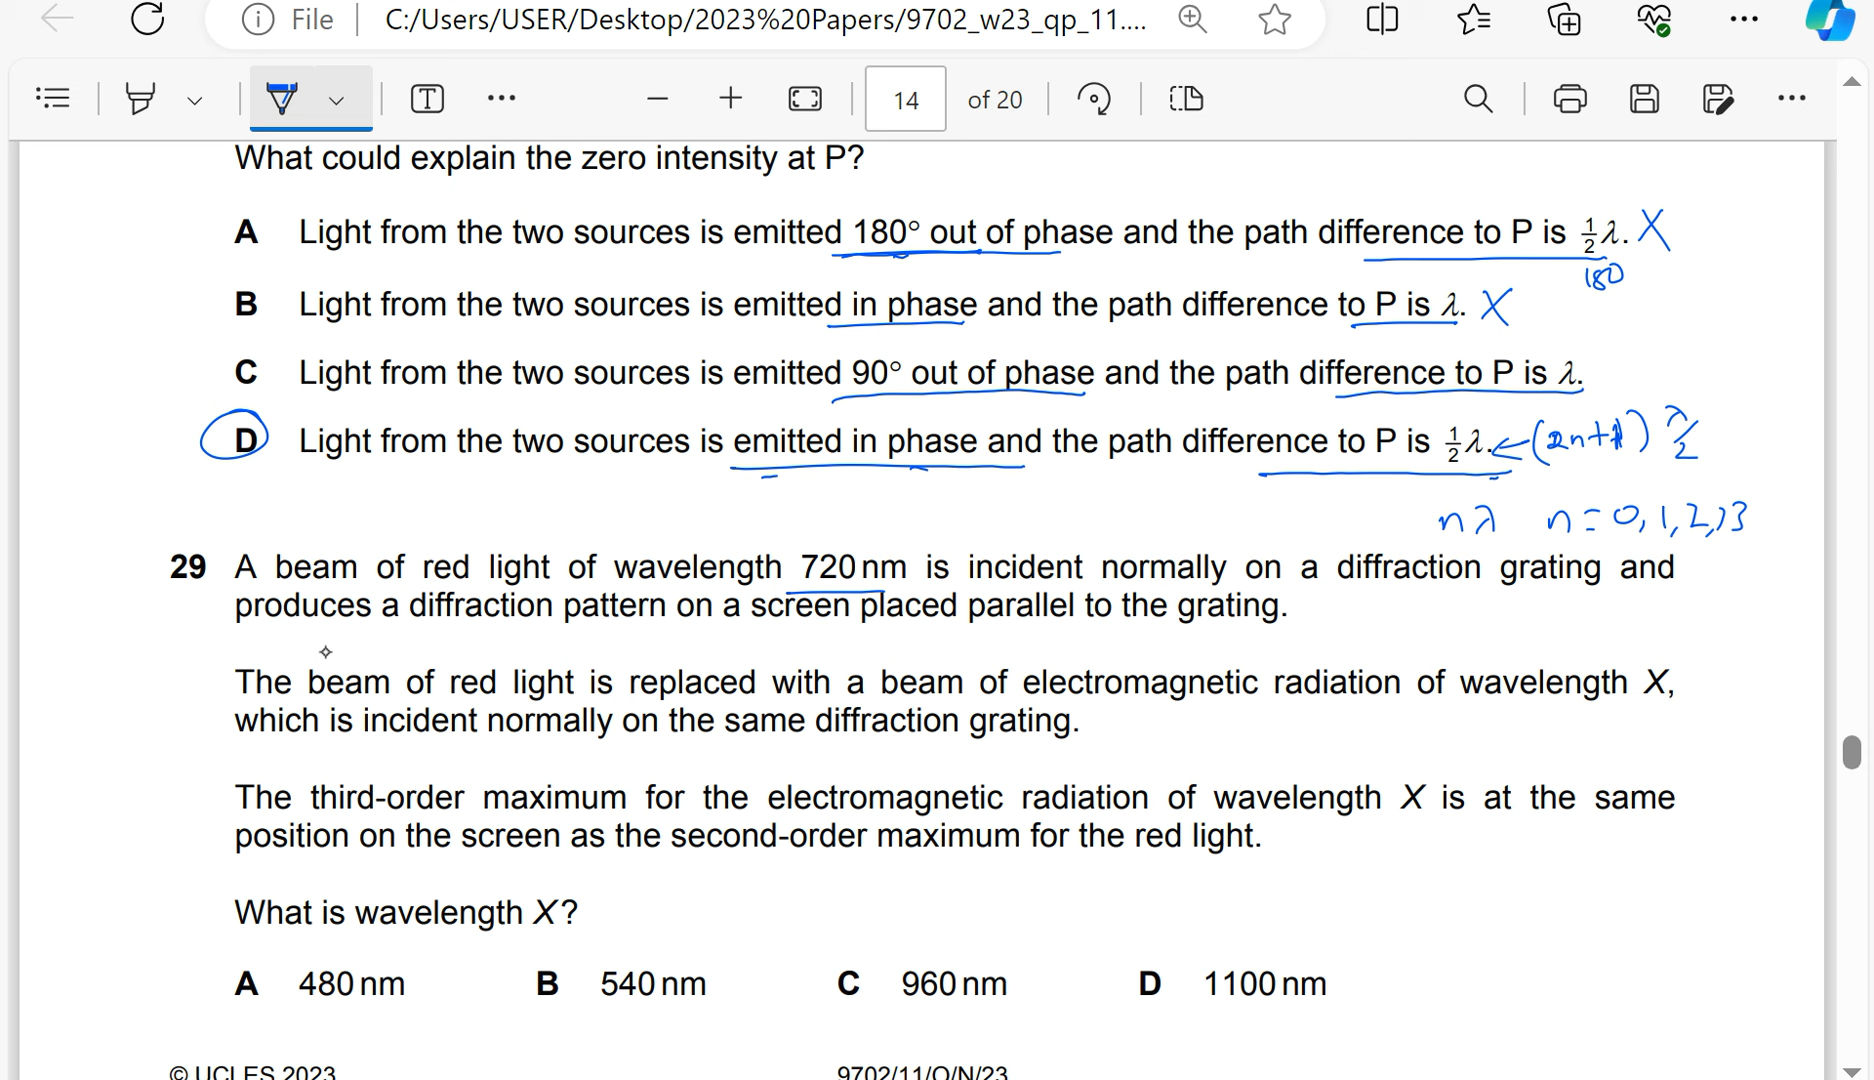 File C:/Users/USER/Desktop/2023%20Papers/9702_w23_qp_11....
14 of 20
What could explain the zero intensity at P?
A Light from the two sources is emitted 180° out of phase and the path difference to P is ½λ. X
180
B Light from the two sources is emitted in phase and the path difference to P is λ. X
C Light from the two sources is emitted 90° out of phase and the path difference to P is λ.
D Light from the two sources is emitted in phase and the path difference to P is ½λ. ← (2n+1) λ/2
nλ n = 0, 1, 2, 3
29 A beam of red light of wavelength 720 nm is incident normally on a diffraction grating and
produces a diffraction pattern on a screen placed parallel to the grating.
The beam of red light is replaced with a beam of electromagnetic radiation of wavelength X,
which is incident normally on the same diffraction grating.
The third-order maximum for the electromagnetic radiation of wavelength X is at the same
position on the screen as the second-order maximum for the red light.
What is wavelength X?
A 480 nm B 540 nm C 960 nm D 1100 nm
© UCLES 2023 9702/11/O/N/23